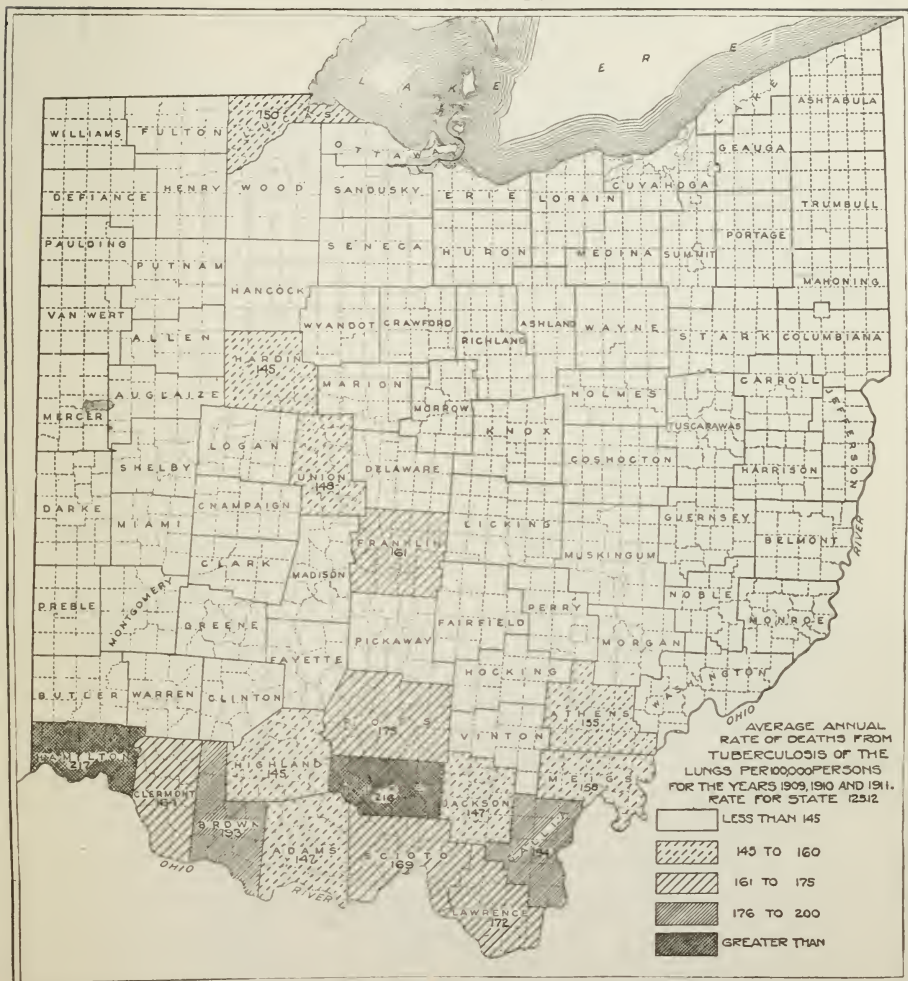 LAKE ERE
ASHTABULA
LAKE
GEAUGA
WILLIAMS
FULTON
150
OTTAWA
CUYAHOGA
TRUMBULL
DEFIANCE
HENRY
WOOD
SANDUSKY
ERIE
LORAIN
PAULDING
PUTNAM
SENECA
HURON
MEDINA
SUMMIT
PORTAGE
MAHONING
VAN WERT
ALLEN
HANCOCK
WYANDOT
CRAWFORD
RICHLAND
ASHLAND
WAYNE
STARK
COLUMBIANA
HARDIN
145
MERCER
AUGLAIZE
MARION
MORROW
KNOX
HOLMES
TUSCARAWAS
CARROLL
JEFFERSON
LOGAN
UNION
148
DELAWARE
COSHOCTON
HARRISON
DARKE
SHELBY
MIAMI
CHAMPAIGN
LICKING
GUERNSEY
BELMONT
RIVER
FRANKLIN
161
MUSKINGUM
CLARK
MADISON
PREBLE
MONTGOMERY
GREENE
PICKAWAY
FAIRFIELD
PERRY
NOBLE
MONROE
MORGAN
FAYETTE
HOCKING
WASHINGTON
BUTLER
WARREN
CLINTON
ROSS
175
VINTON
ATHENS
155
OHIO
HAMILTON
217
HIGHLAND
145
216
MEIGS
158
JACKSON
147
CLERMONT
BROWN
193
ADAMS
147
SCIOTO
169
194
LAWRENCE
172
OHIO
RIVER
AVERAGE ANNUAL
RATE OF DEATHS FROM
TUBERCULOSIS OF THE
LUNGS PER 100,000 PERSONS
FOR THE YEARS 1909, 1910 AND 1911.
RATE FOR STATE 125.12
LESS THAN 145
145 TO 160
161 TO 175
176 TO 200
GREATER THAN